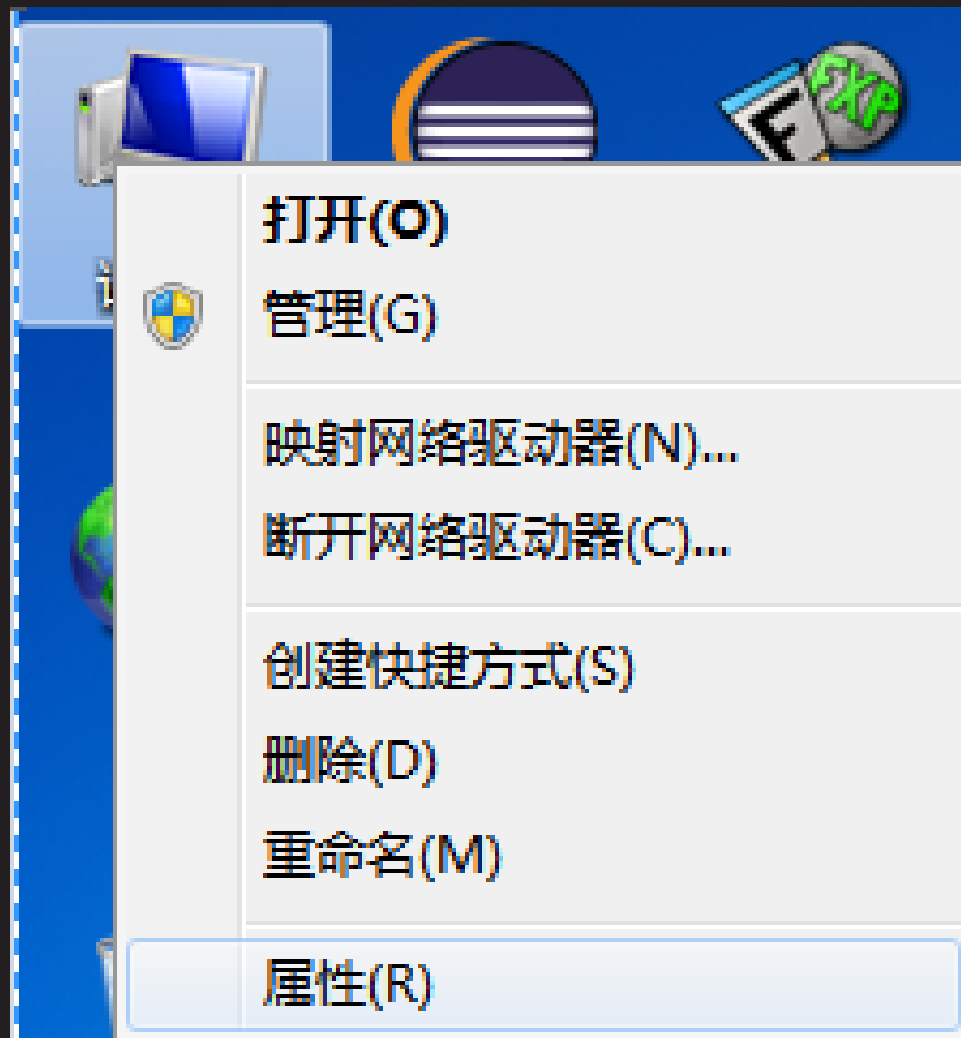 FXP
F
打开(O)
管理(G)
映射网络驱动器(N)...
断开网络驱动器(C)...
创建快捷方式(S)
删除(D)
重命名(M)
属性(R)